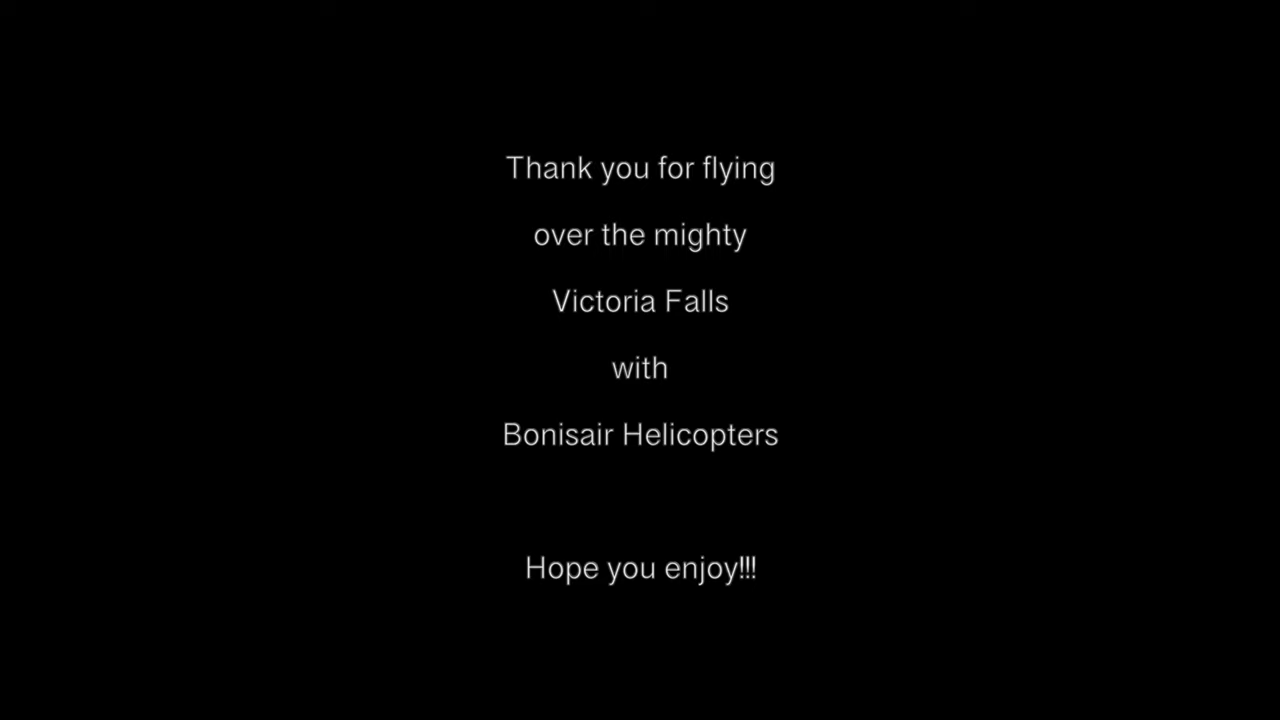 Thank you for flying
over the mighty
Victoria Falls
with
Bonisair Helicopters
Hope you enjoy!!!